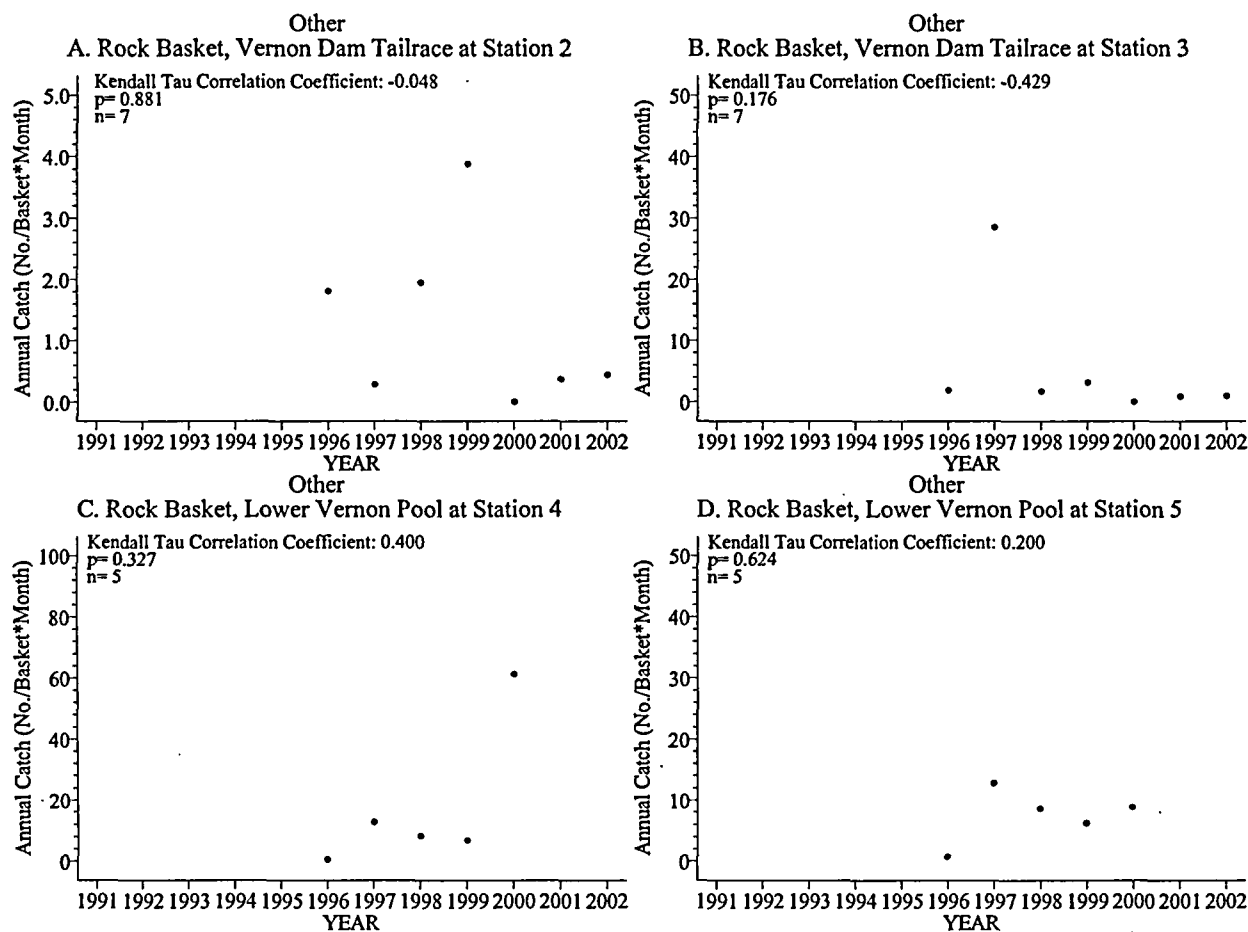 Other
A. Rock Basket, Vernon Dam Tailrace at Station 2
Kendall Tau Correlation Coefficient: -0.048
p= 0.881
n= 7
Annual Catch (No./Basket*Month)
5.0
4.0
3.0
2.0
1.0
0.0
1991 1992 1993 1994 1995 1996 1997 1998 1999 2000 2001 2002
YEAR
Other
B. Rock Basket, Vernon Dam Tailrace at Station 3
Kendall Tau Correlation Coefficient: -0.429
p= 0.176
n= 7
Annual Catch (No./Basket*Month)
50
40
30
20
10
0
1991 1992 1993 1994 1995 1996 1997 1998 1999 2000 2001 2002
YEAR
Other
C. Rock Basket, Lower Vernon Pool at Station 4
Kendall Tau Correlation Coefficient: 0.400
p= 0.327
n= 5
Annual Catch (No./Basket*Month)
100
80
60
40
20
0
1991 1992 1993 1994 1995 1996 1997 1998 1999 2000 2001 2002
YEAR
Other
D. Rock Basket, Lower Vernon Pool at Station 5
Kendall Tau Correlation Coefficient: 0.200
p= 0.624
n= 5
Annual Catch (No./Basket*Month)
50
40
30
20
10
0
1991 1992 1993 1994 1995 1996 1997 1998 1999 2000 2001 2002
YEAR